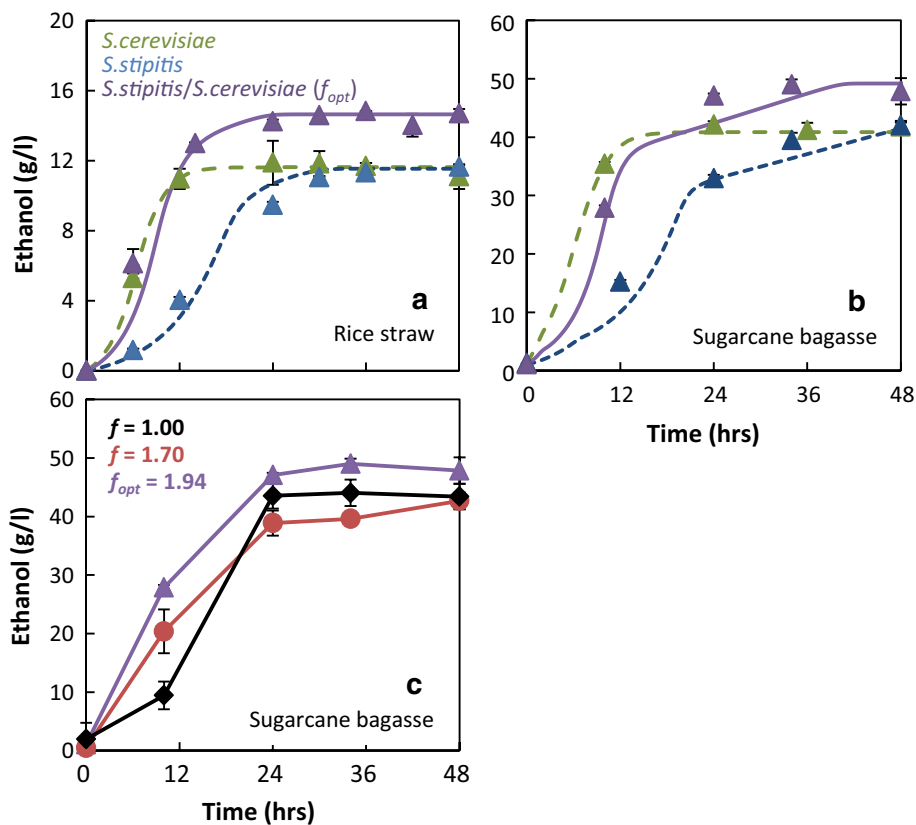 20
16
12
8
4
0
Ethanol (g/l)
S.cerevisiae
S.stipitis
S.stipitis/S.cerevisiae (fopt)
a
Rice straw
60
50
40
30
20
10
0
b
Sugarcane bagasse
0 12 24 36 48
Time (hrs)
60
50
40
30
20
10
0
Ethanol (g/l)
f = 1.00
f = 1.70
fopt = 1.94
c
Sugarcane bagasse
0 12 24 36 48
Time (hrs)